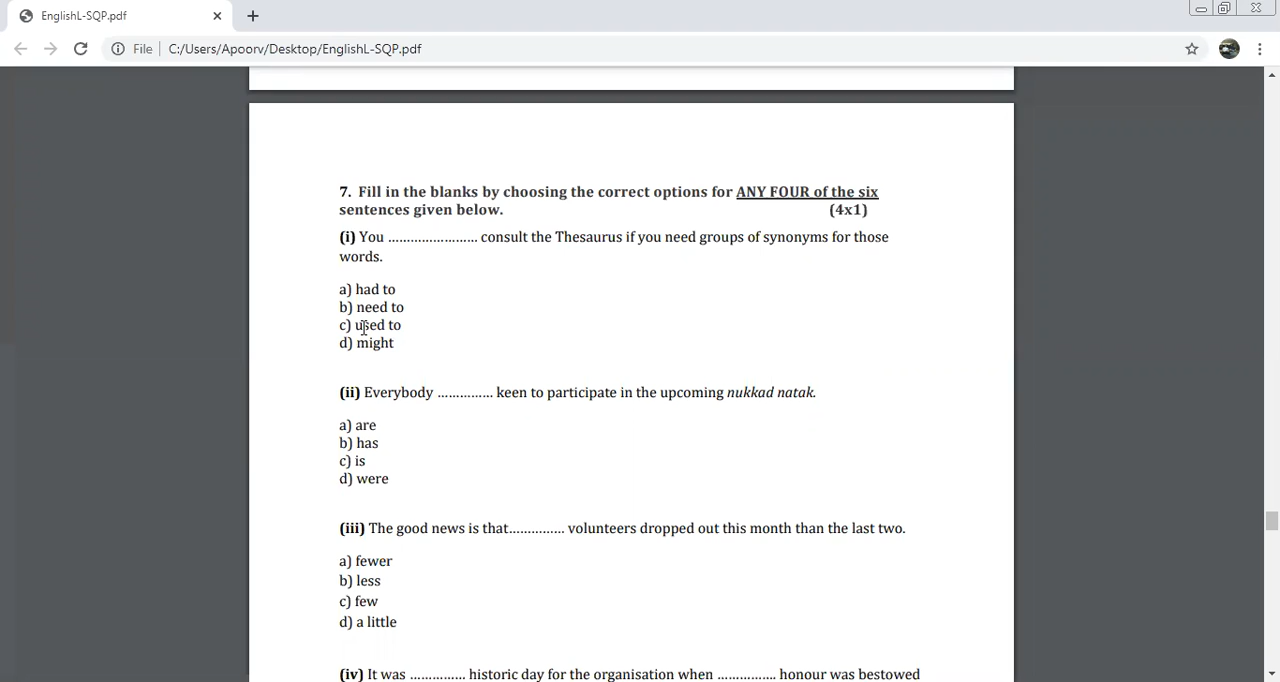 EnglishL-SQP.pdf
File | C:/Users/Apoorv/Desktop/EnglishL-SQP.pdf
7. Fill in the blanks by choosing the correct options for ANY FOUR of the six
sentences given below. (4x1)
(i) You ........................ consult the Thesaurus if you need groups of synonyms for those
words.
a) had to
b) need to
c) used to
d) might
(ii) Everybody ............... keen to participate in the upcoming nukkad natak.
a) are
b) has
c) is
d) were
(iii) The good news is that............... volunteers dropped out this month than the last two.
a) fewer
b) less
c) few
d) a little
(iv) It was ............... historic day for the organisation when ................ honour was bestowed